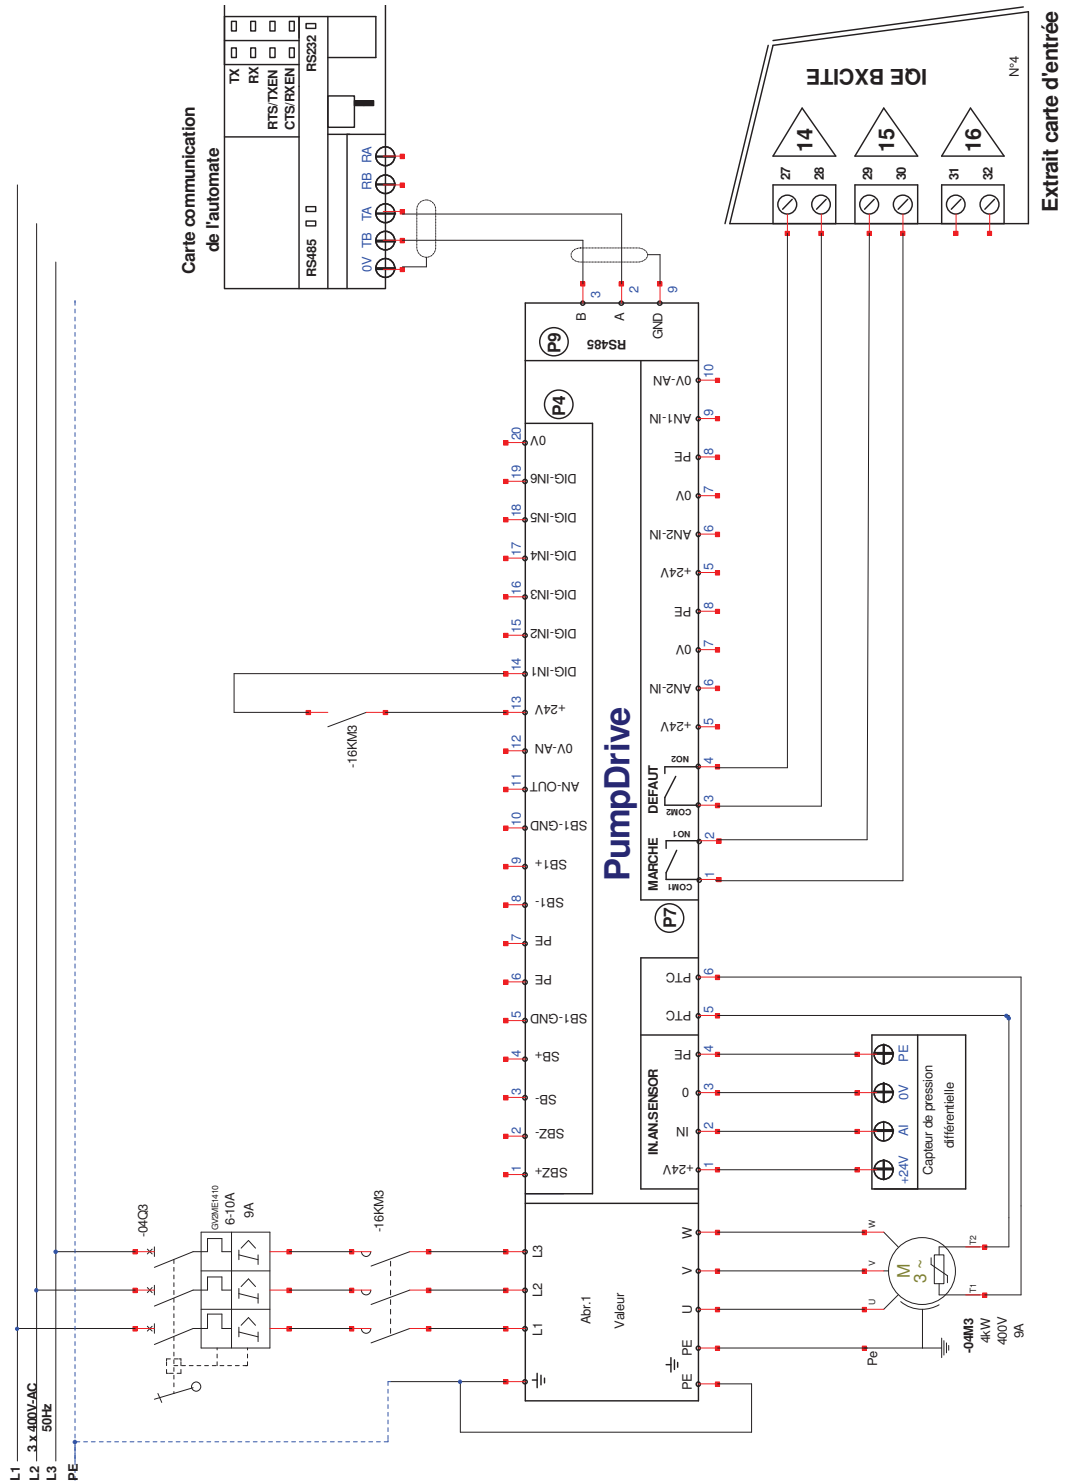 L1
L2 3 x 400V-AC
L3 50Hz
PE
-04Q3
GV2ME1410
6-10A
9A
-16KM3
-16KM3
Carte communication
de l'automate
TX
RX
RTS/TXEN
CTS/RXEN
RS232
RS485
0V TB TA RB RA
IQE BXCITE
N°4
14
15
16
27 28 29 30 31 32
Extrait carte d'entrée
P9
RS485
B A GND
3 2 9
P4
1 2 3 4 5 6 7 8 9 10 11 12 13 14 15 16 17 18 19 20
SBZ+ SBZ- SB- SB+ SB1-GND PE PE SB1- SB1+ SB1-GND AN-OUT 0V-AN +24V DIG-IN1 DIG-IN2 DIG-IN3 DIG-IN4 DIG-IN5 DIG-IN6 0V
PumpDrive
P7
MARCHE DEFAUT
COM1 NO1 COM2 NO2
+24V AN2-IN 0V PE +24V AN2-IN 0V PE AN1-IN 0V-AN
1 2 3 4 5 6 7 8 5 6 7 8 9 10
IN.AN.SENSOR
+24V IN 0 PE PTC PTC
1 2 3 4 5 6
+24V AI 0V PE
Capteur de pression
différentielle
L1 L2 L3
Abr.1
Valeur
PE PE U V W
Pe
U V W
M
3 ~
T1 T2
-04M3
4kW
400V
9A